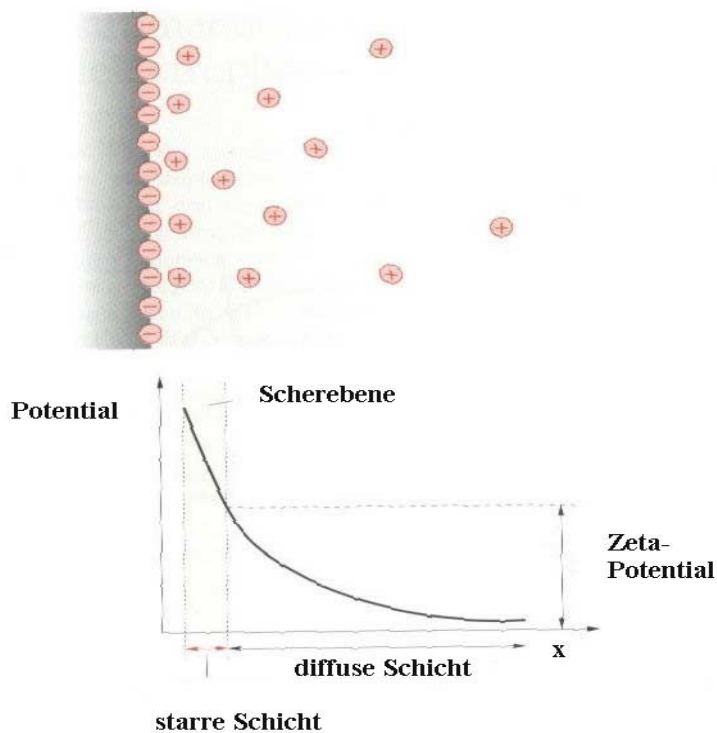 Scherebene
Potential
Zeta-
Potential
x
diffuse Schicht
starre Schicht